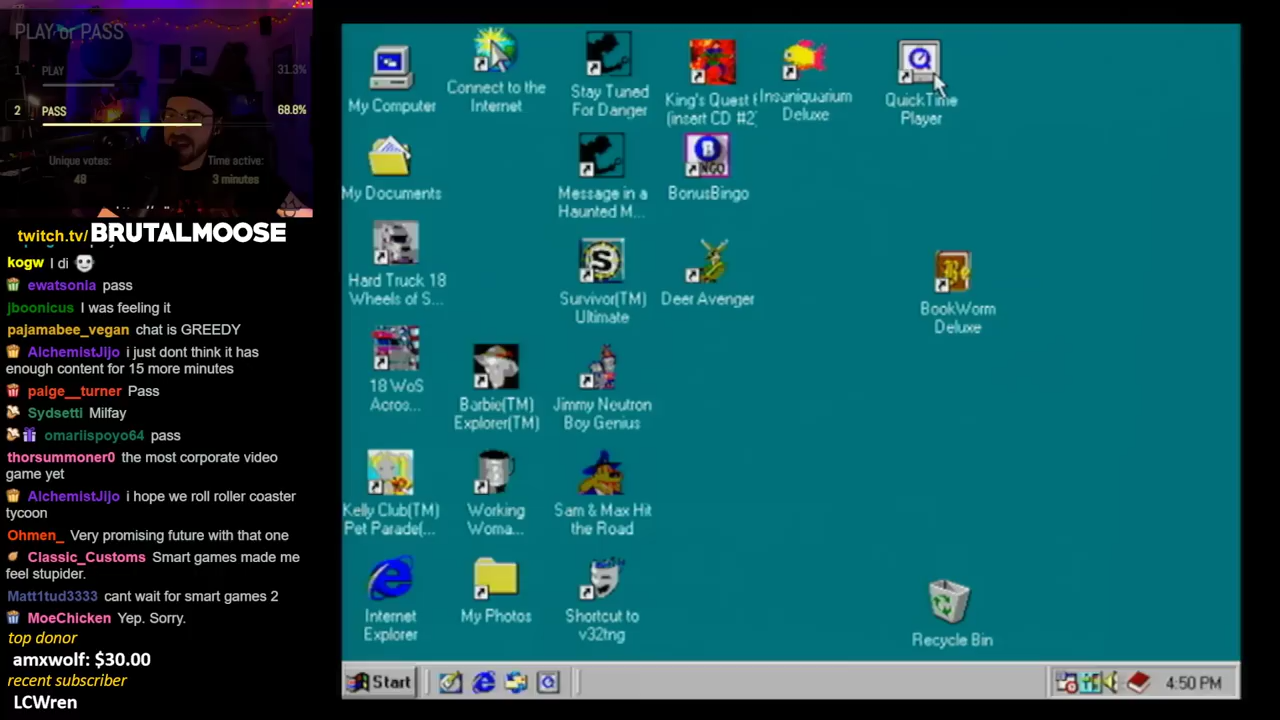 PLAY or PASS
1 PLAY 31.3%
2 PASS 68.8%
Unique votes: 48
Time active: 3 minutes
twitch.tv/BRUTALMOOSE
kogw I di
ewatsonia pass
jboonicus I was feeling it
pajamabee_vegan chat is GREEDY
AlchemistJijo i just dont think it has
enough content for 15 more minutes
paige__turner Pass
Sydsetti Milfay
omariispoyo64 pass
thorsummoner0 the most corporate video
game yet
AlchemistJijo i hope we roll roller coaster
tycoon
Ohmen_ Very promising future with that one
Classic_Customs Smart games made me
feel stupider.
Matt1tud3333 cant wait for smart games 2
MoeChicken Yep. Sorry.
top donor
amxwolf: $30.00
recent subscriber
LCWren
My Computer
Connect to the
Internet
Stay Tuned
For Danger
King's Quest
(insert CD #2)
Insaniquarium
Deluxe
QuickTime
Player
My Documents
Message in a
Haunted M...
BonusBingo
Hard Truck 18
Wheels of S...
Survivor(TM)
Ultimate
Deer Avenger
BookWorm
Deluxe
18 WoS
Acros...
Barbie(TM)
Explorer(TM)
Jimmy Neutron
Boy Genius
Kelly Club(TM)
Pet Parade(...
Working
Woma...
Sam & Max Hit
the Road
Internet
Explorer
My Photos
Shortcut to
v32tng
Recycle Bin
Start
4:50 PM